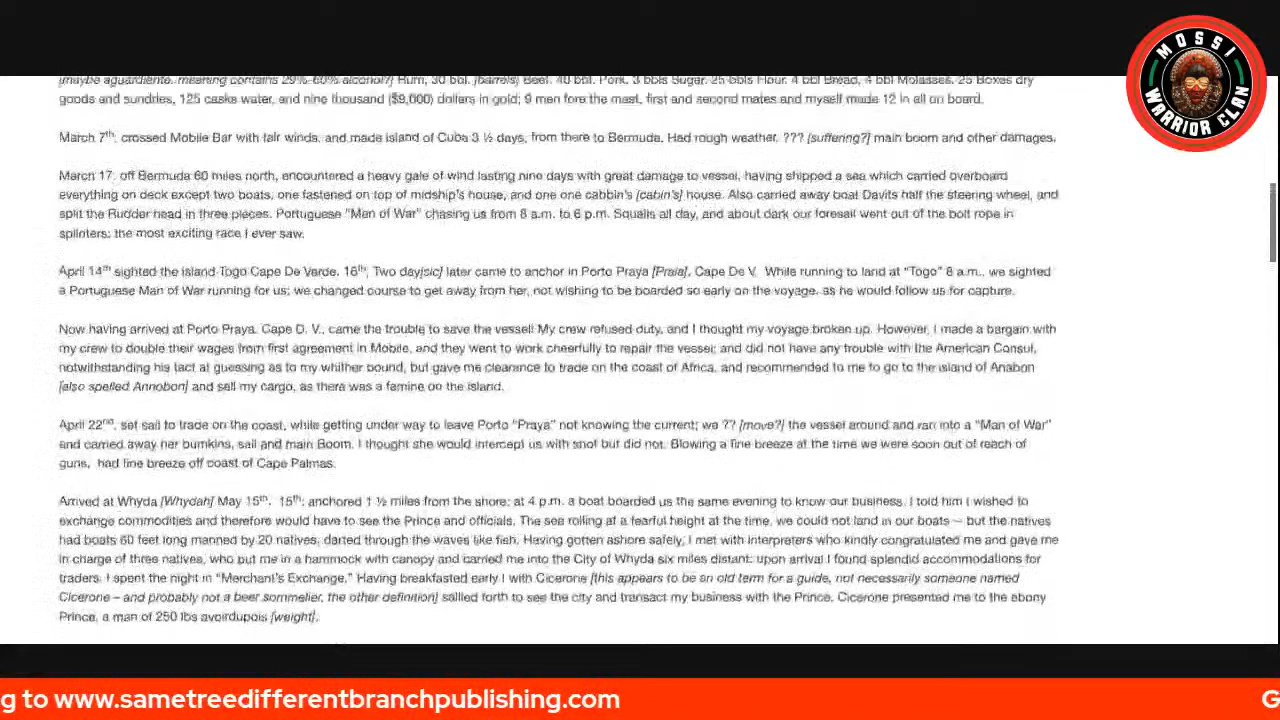 [maybe aguardiente, meaning contains 29%-60% alcohol?] Rum, 30 bbl. [barrels] Beef. 40 bbl. Pork. 3 bbls Sugar. 25 bbls Flour. 4 bbl Bread, 4 bbl Molasses. 25 Boxes dry
goods and sundries, 125 casks water, and nine thousand ($9,000) dollars in gold; 9 men fore the mast, first and second mates and myself made 12 in all on board.
March 7th: crossed Mobile Bar with fair winds, and made island of Cuba 3 ½ days, from there to Bermuda. Had rough weather. ??? [suffering?] main boom and other damages.
March 17: off Bermuda 60 miles north, encountered a heavy gale of wind lasting nine days with great damage to vessel, having shipped a sea which carried overboard
everything on deck except two boats, one fastened on top of midship's house, and one one cabbin's [cabin's] house. Also carried away boat Davits half the steering wheel, and
split the Rudder head in three pieces. Portuguese "Man of War" chasing us from 8 a.m. to 6 p.m. Squalls all day, and about dark our foresail went out of the bolt rope in
splinters; the most exciting race I ever saw.
April 14th sighted the island Togo Cape De Verde. 16th, Two day[sic] later came to anchor in Porto Praya [Praia], Cape De V. While running to land at "Togo" 8 a.m., we sighted
a Portuguese Man of War running for us; we changed course to get away from her, not wishing to be boarded so early on the voyage, as he would follow us for capture.
Now having arrived at Porto Praya, Cape D. V., came the trouble to save the vessel! My crew refused duty, and I thought my voyage broken up. However, I made a bargain with
my crew to double their wages from first agreement in Mobile, and they went to work cheerfully to repair the vessel; and did not have any trouble with the American Consul,
notwithstanding his tact at guessing as to my whither bound, but gave me clearance to trade on the coast of Africa, and recommended to me to go to the island of Anabon
[also spelled Annobon] and sell my cargo, as there was a famine on the island.
April 22nd, set sail to trade on the coast, while getting under way to leave Porto "Praya" not knowing the current; we ?? [move?] the vessel around and ran into a "Man of War"
and carried away her bumkins, sail and main Boom. I thought she would intercept us with shot but did not. Blowing a fine breeze at the time we were soon out of reach of
guns, had fine breeze off coast of Cape Palmas.
Arrived at Whyda [Whydah] May 15th. 15th: anchored 1 ½ miles from the shore; at 4 p.m. a boat boarded us the same evening to know our business. I told him I wished to
exchange commodities and therefore would have to see the Prince and officials. The sea rolling at a fearful height at the time, we could not land in our boats – but the natives
had boats 60 feet long manned by 20 natives, darted through the waves like fish. Having gotten ashore safely, I met with interpreters who kindly congratulated me and gave me
in charge of three natives, who put me in a hammock with canopy and carried me into the City of Whyda six miles distant; upon arrival I found splendid accommodations for
traders. I spent the night in "Merchant's Exchange." Having breakfasted early I with Cicerone [this appears to be an old term for a guide, not necessarily someone named
Cicerone – and probably not a beer sommelier, the other definition] sallied forth to see the city and transact my business with the Prince. Cicerone presented me to the ebony
Prince, a man of 250 lbs avoirdupois [weight].
MOSSI
WARRIOR CLAN
g to www.sametreedifferentbranchpublishing.com
G